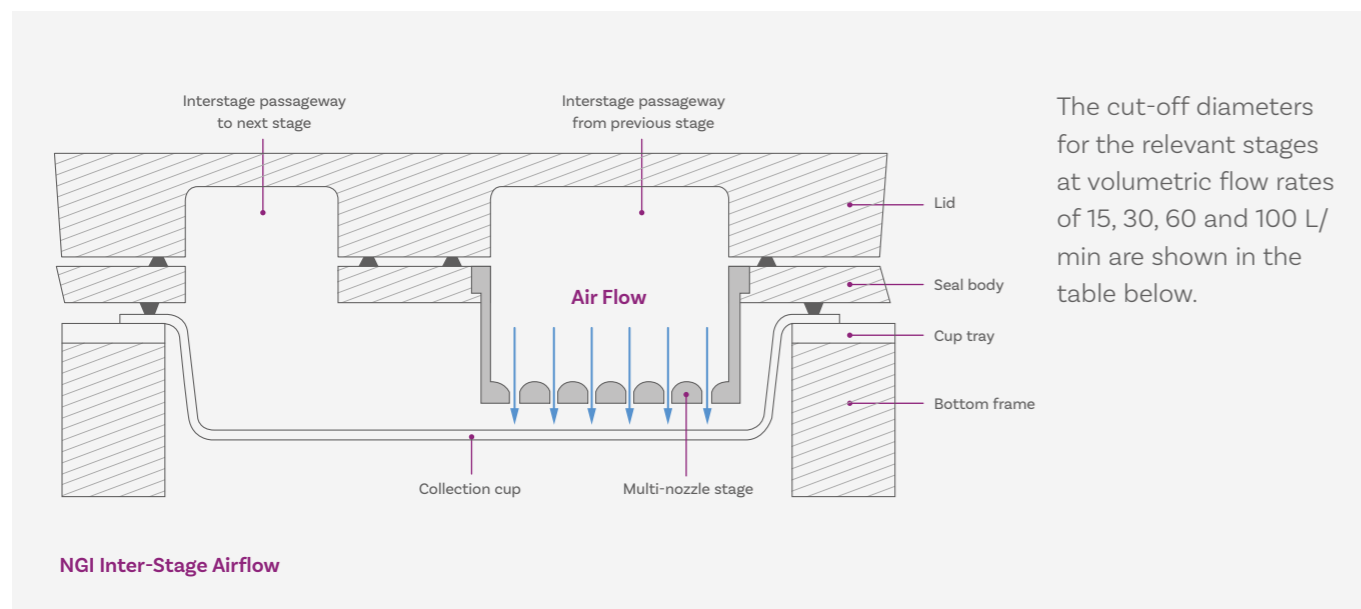 Interstage passageway
to next stage
Interstage passageway
from previous stage
Lid
Air Flow
Seal body
Cup tray
Bottom frame
Collection cup
Multi-nozzle stage
NGI Inter-Stage Airflow
The cut-off diameters
for the relevant stages
at volumetric flow rates
of 15, 30, 60 and 100 L/
min are shown in the
table below.